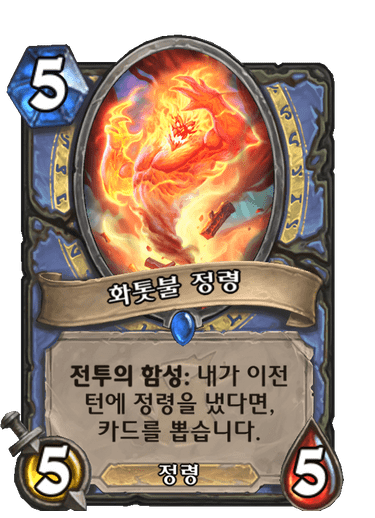 5
화톳불 정령
전투의 함성: 내가 이전
턴에 정령을 냈다면,
카드를 뽑습니다.
5
정령
5